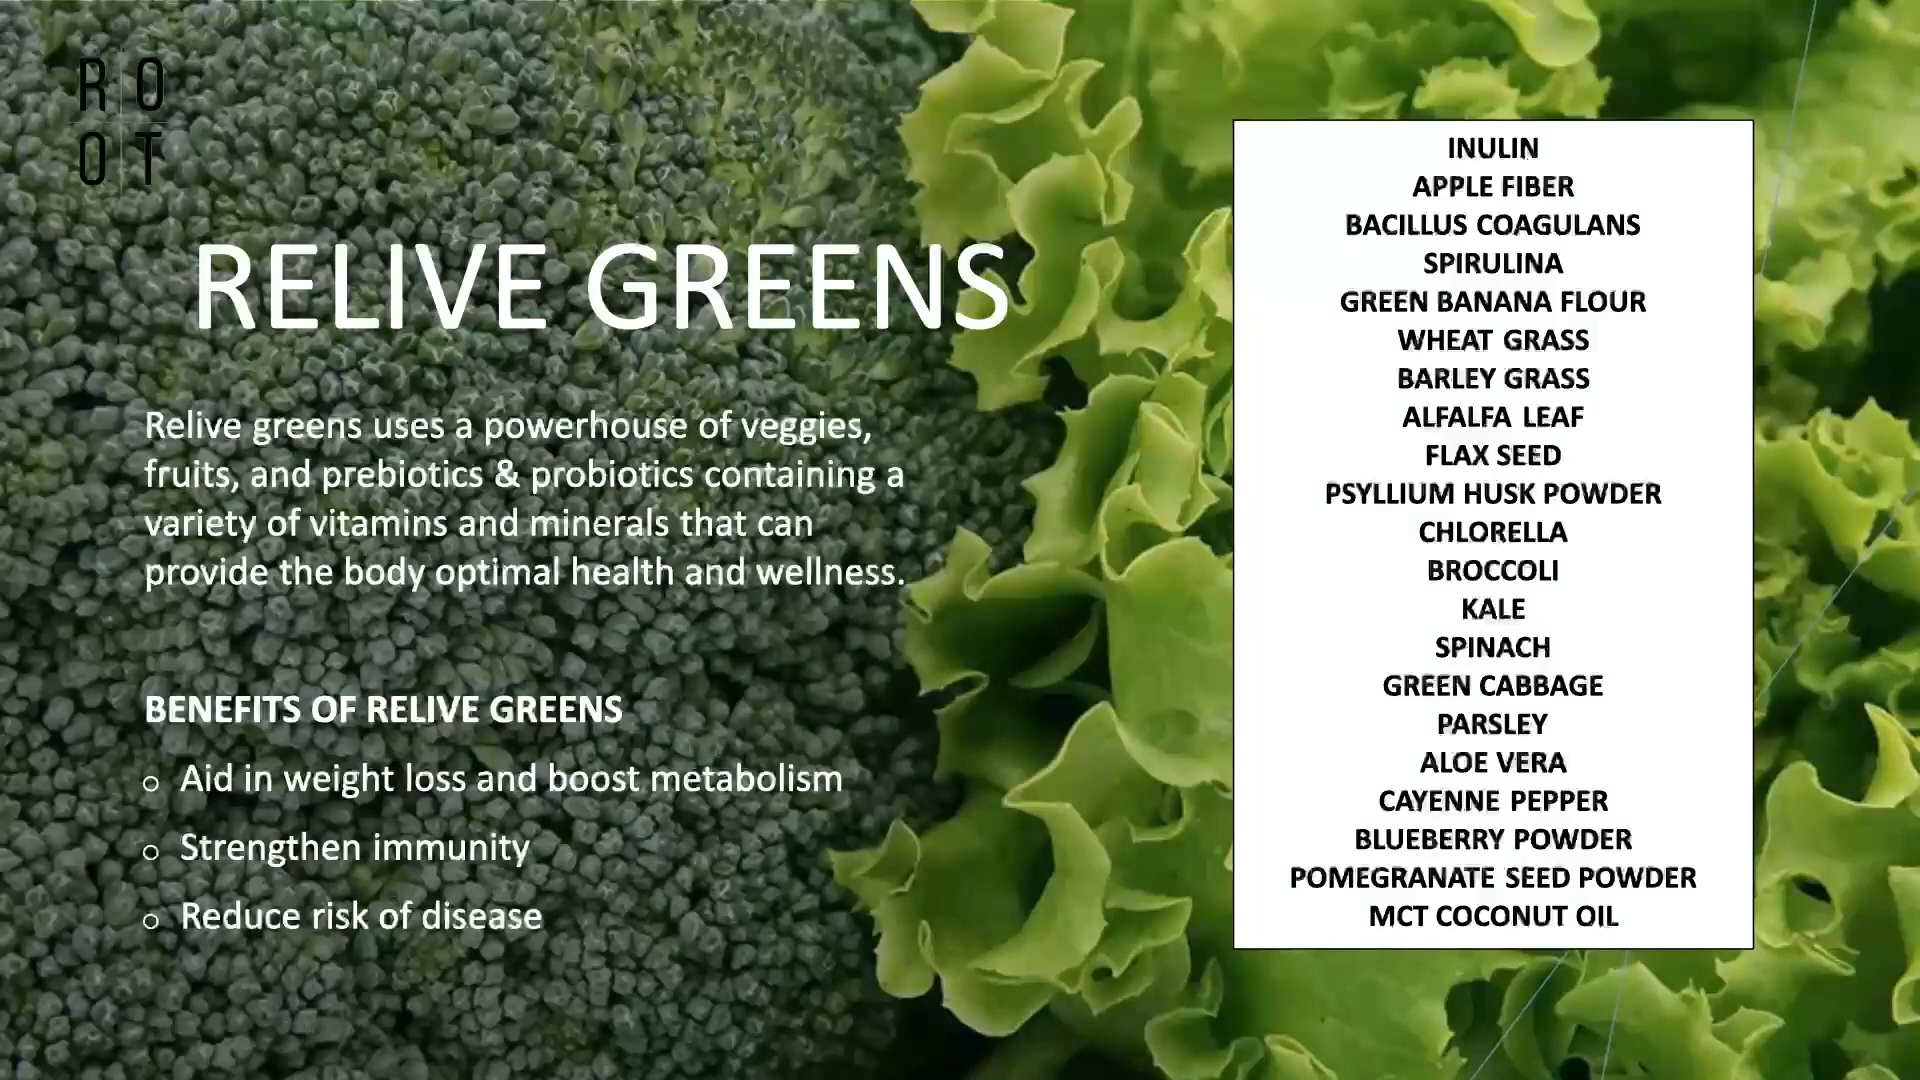 R O
O T
RELIVE GREENS
Relive greens uses a powerhouse of veggies,
fruits, and prebiotics & probiotics containing a
variety of vitamins and minerals that can
provide the body optimal health and wellness.
BENEFITS OF RELIVE GREENS
Aid in weight loss and boost metabolism
Strengthen immunity
Reduce risk of disease
INULIN
APPLE FIBER
BACILLUS COAGULANS
SPIRULINA
GREEN BANANA FLOUR
WHEAT GRASS
BARLEY GRASS
ALFALFA LEAF
FLAX SEED
PSYLLIUM HUSK POWDER
CHLORELLA
BROCCOLI
KALE
SPINACH
GREEN CABBAGE
PARSLEY
ALOE VERA
CAYENNE PEPPER
BLUEBERRY POWDER
POMEGRANATE SEED POWDER
MCT COCONUT OIL